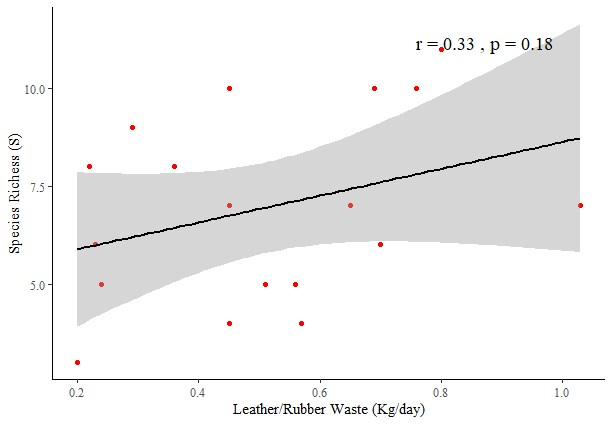 r = 0.33 , p = 0.18
10.0
7.5
5.0
Species Richess (S)
0.2 0.4 0.6 0.8 1.0
Leather/Rubber Waste (Kg/day)